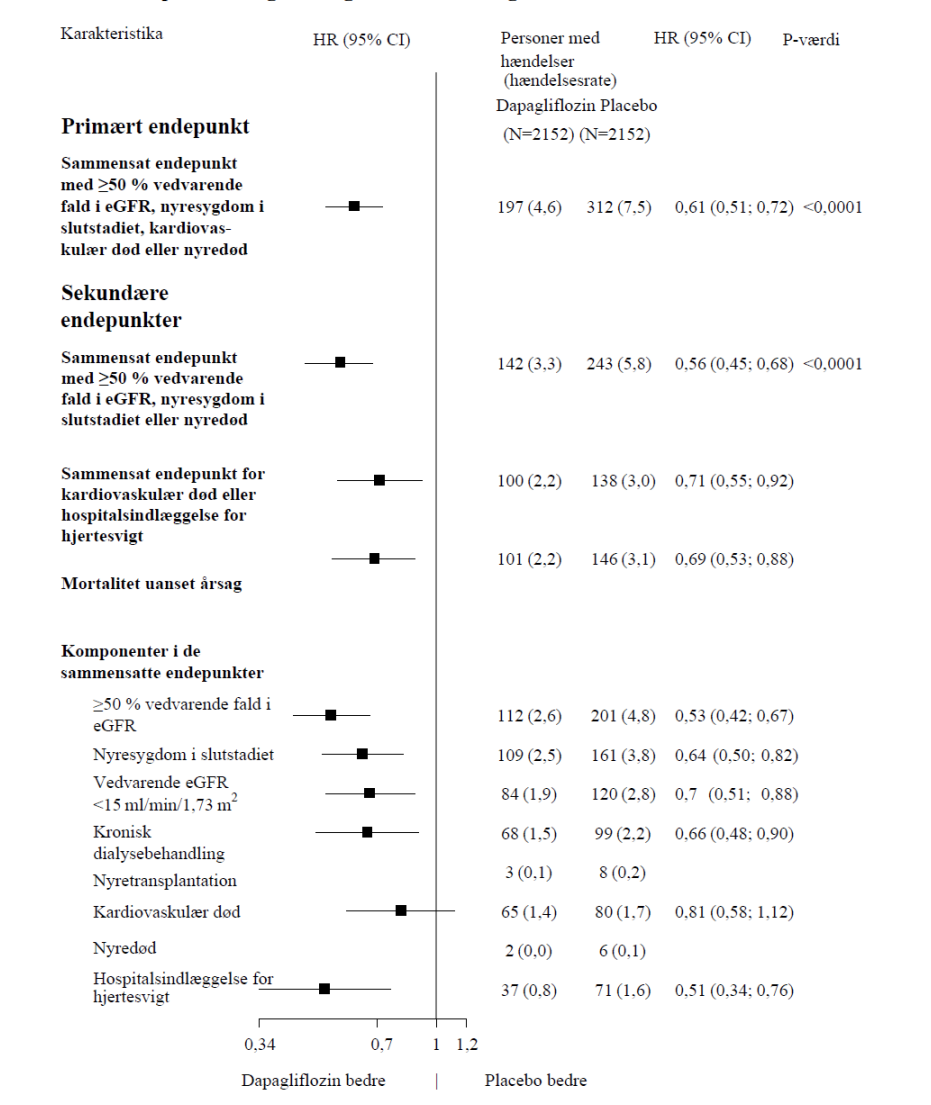 Karakteristika
HR (95% CI)
Personer med
hændelser
(hændelsesrate)
HR (95% CI)
P-værdi
Dapagliflozin Placebo
(N=2152) (N=2152)
Primært endepunkt
Sammensat endepunkt
med ≥50 % vedvarende
fald i eGFR, nyresygdom i
slutstadiet, kardiovas-
kulær død eller nyredød
197 (4,6) 312 (7,5) 0,61 (0,51; 0,72) <0,0001
Sekundære
endepunkter
Sammensat endepunkt
med ≥50 % vedvarende
fald i eGFR, nyresygdom i
slutstadiet eller nyredød
142 (3,3) 243 (5,8) 0,56 (0,45; 0,68) <0,0001
Sammensat endepunkt for
kardiovaskulær død eller
hospitalsindlæggelse for
hjertesvigt
100 (2,2) 138 (3,0) 0,71 (0,55; 0,92)
Mortalitet uanset årsag
101 (2,2) 146 (3,1) 0,69 (0,53; 0,88)
Komponenter i de
sammensatte endepunkter
≥50 % vedvarende fald i
eGFR
112 (2,6) 201 (4,8) 0,53 (0,42; 0,67)
Nyresygdom i slutstadiet
109 (2,5) 161 (3,8) 0,64 (0,50; 0,82)
Vedvarende eGFR
<15 ml/min/1,73 m²
84 (1,9) 120 (2,8) 0,7 (0,51; 0,88)
Kronisk
dialysebehandling
68 (1,5) 99 (2,2) 0,66 (0,48; 0,90)
Nyretransplantation
3 (0,1) 8 (0,2)
Kardiovaskulær død
65 (1,4) 80 (1,7) 0,81 (0,58; 1,12)
Nyredød
2 (0,0) 6 (0,1)
Hospitalsindlæggelse for
hjertesvigt
37 (0,8) 71 (1,6) 0,51 (0,34; 0,76)
0,34 0,7 1 1,2
Dapagliflozin bedre | Placebo bedre